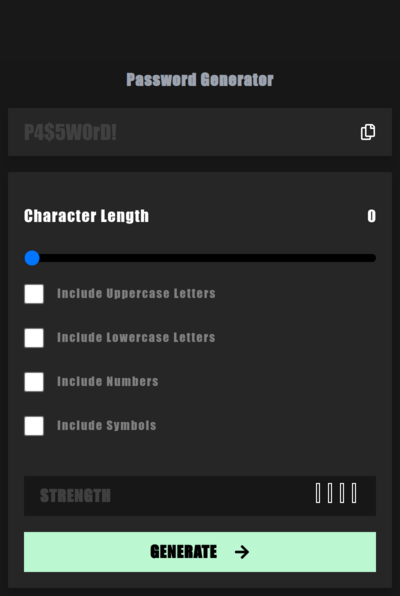 Password Generator
P4$5W0rD!
Character Length 0
Include Uppercase Letters
Include Lowercase Letters
Include Numbers
Include Symbols
STRENGTH
GENERATE →